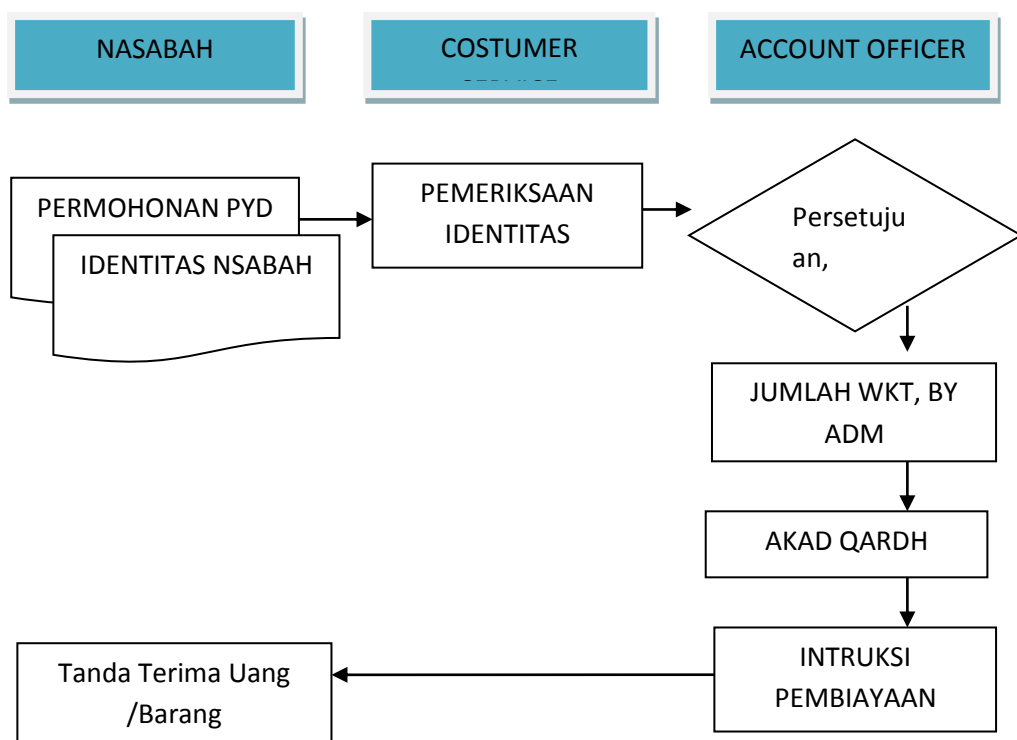 NASABAH
COSTUMER
ACCOUNT OFFICER
PERMOHONAN PYD
IDENTITAS NSABAH
PEMERIKSAAN
IDENTITAS
Persetuju
an,
JUMLAH WKT, BY
ADM
AKAD QARDH
INTRUKSI
PEMBIAYAAN
Tanda Terima Uang
/Barang